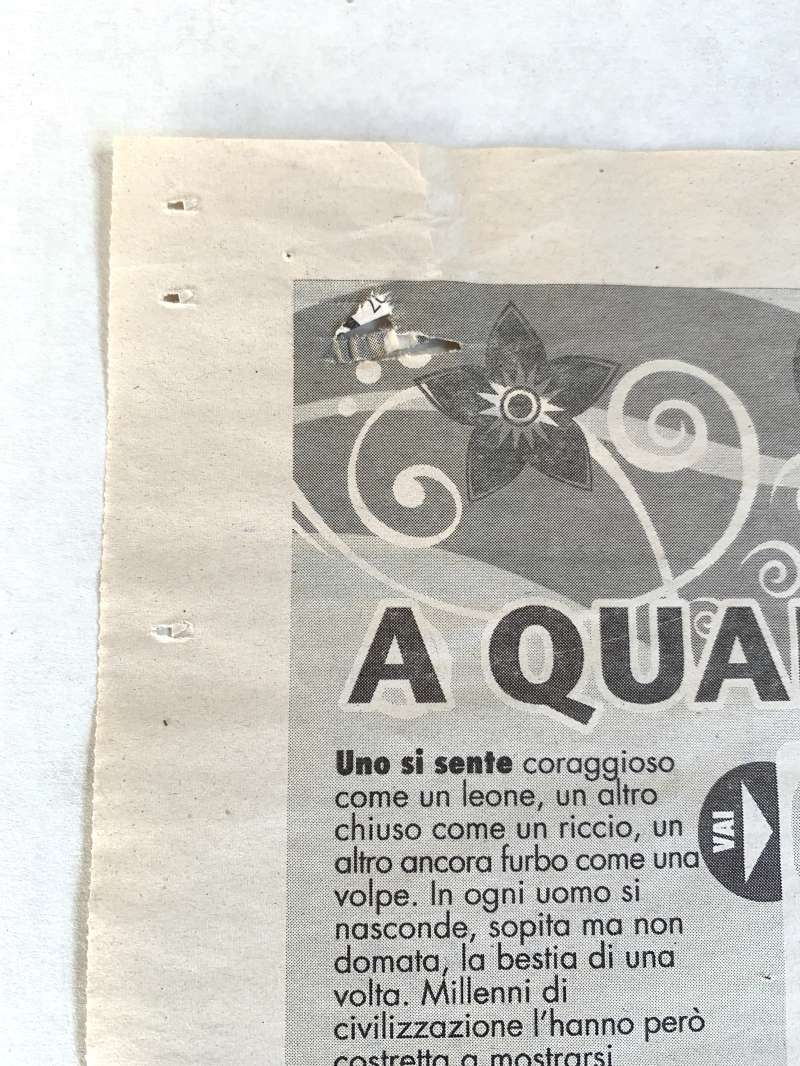 A QUA
Uno si sente coraggioso
come un leone, un altro
chiuso come un riccio, un
altro ancora furbo come una
volpe. In ogni uomo si
nasconde, sopita ma non
domata, la bestia di una
volta. Millenni di
civilizzazione l'hanno però
costretta a mostrarsi
VAI